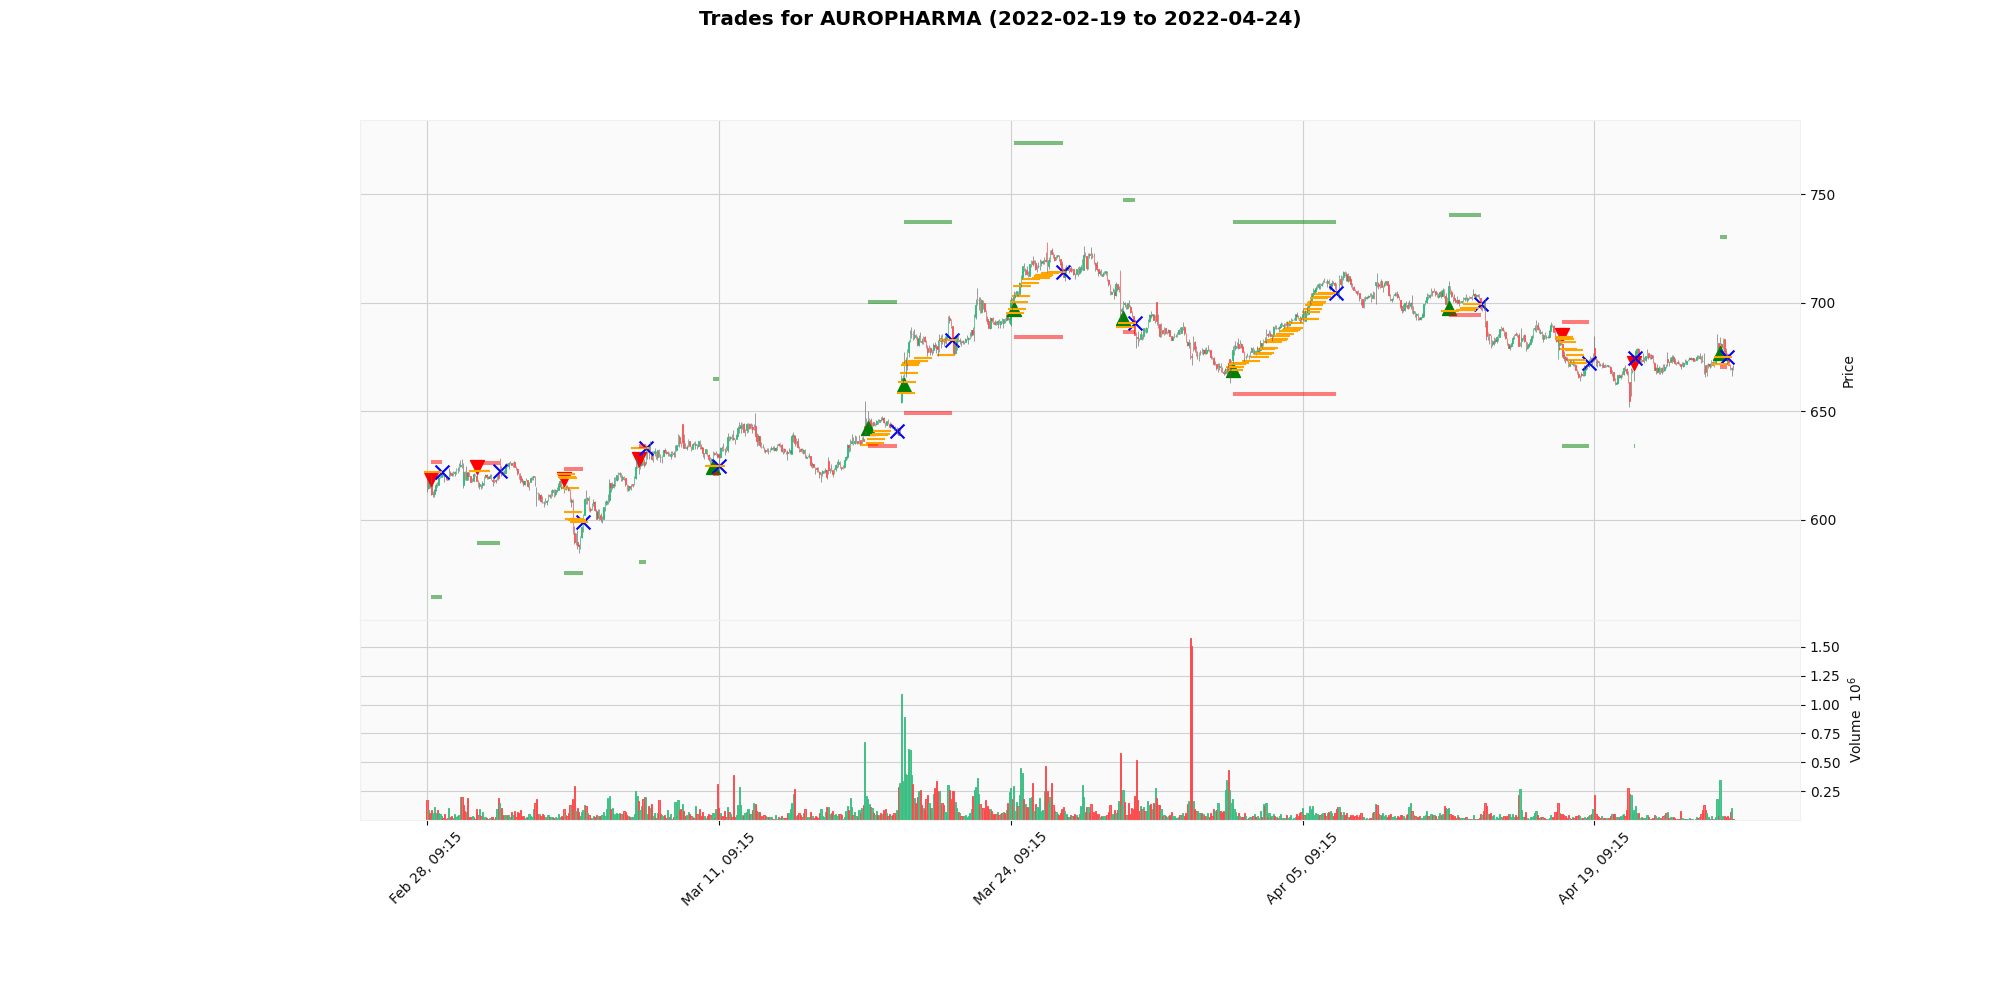 Trades for AUROPHARMA (2022-02-19 to 2022-04-24)
750
700
650
600
Price
1.50
1.25
1.00
0.75
0.50
0.25
Volume 10⁶
Feb 28, 09:15
Mar 11, 09:15
Mar 24, 09:15
Apr 05, 09:15
Apr 19, 09:15